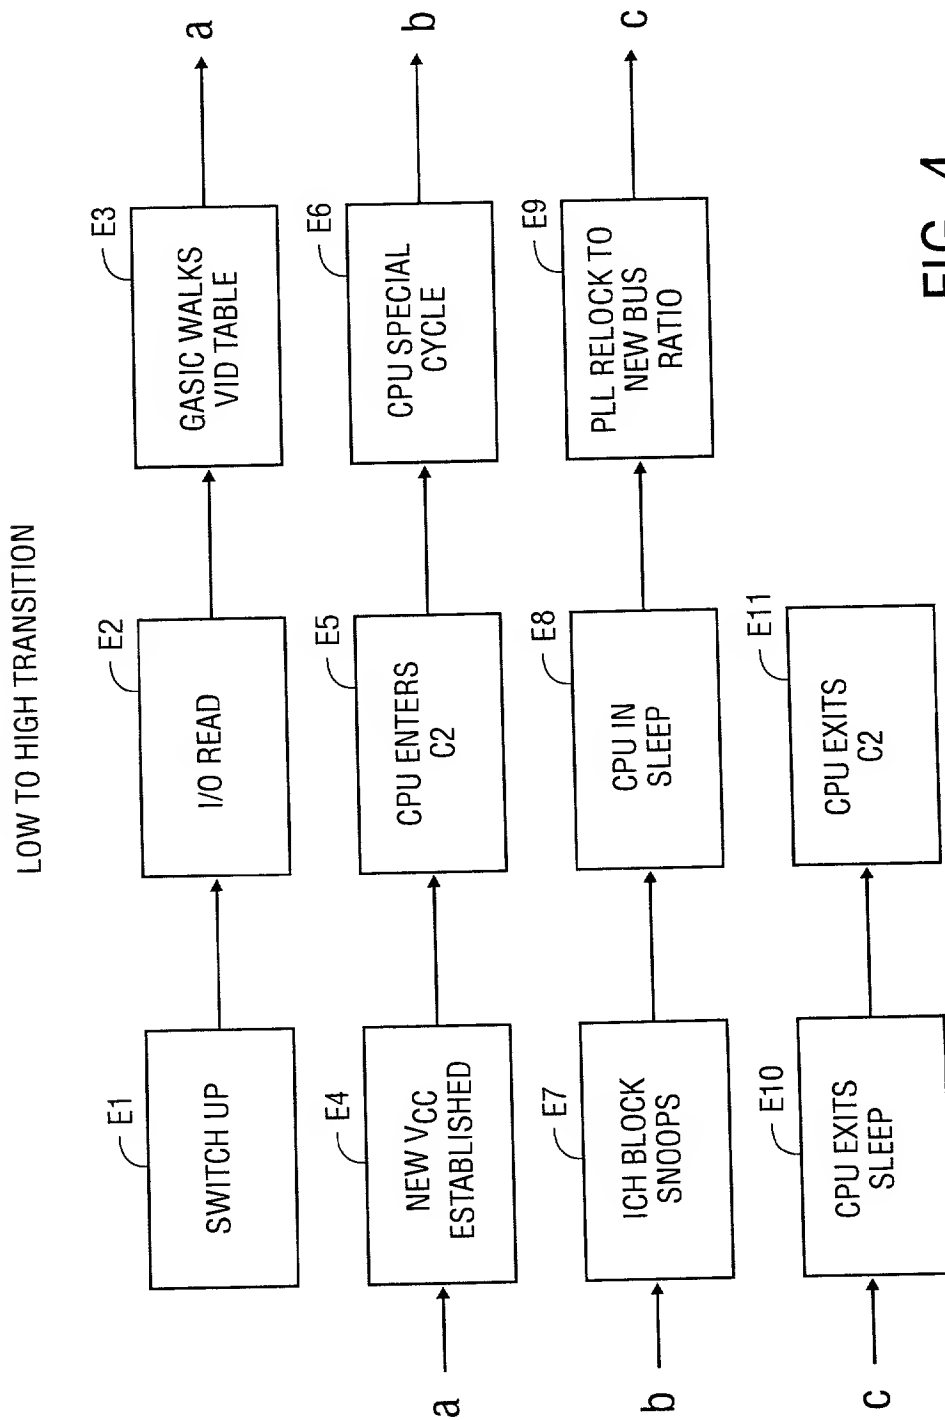 LOW TO HIGH TRANSITION
E1
SWITCH UP
E2
I/O READ
E3
GASIC WALKS
VID TABLE
a
a
E4
NEW VCC
ESTABLISHED
E5
CPU ENTERS
C2
E6
CPU SPECIAL
CYCLE
b
b
E7
ICH BLOCK
SNOOPS
E8
CPU IN
SLEEP
E9
PLL RELOCK TO
NEW BUS
RATIO
c
c
E10
CPU EXITS
SLEEP
E11
CPU EXITS
C2